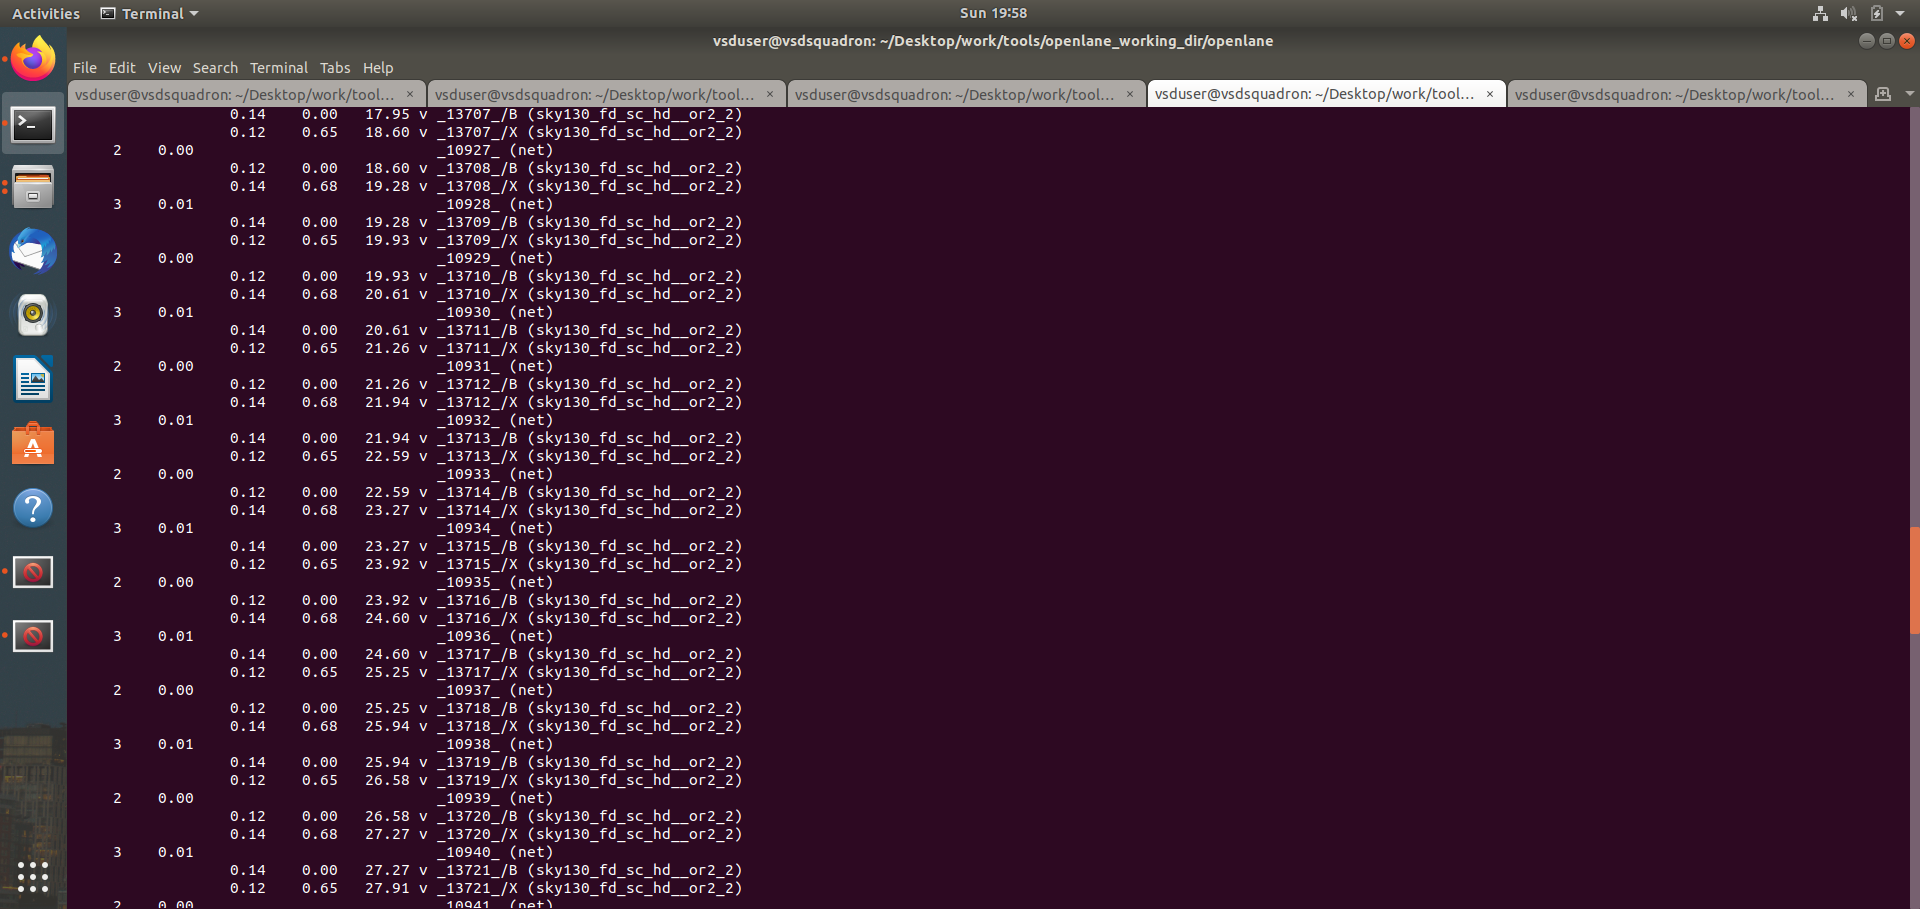 Activities Terminal Sun 19:58
vsduser@vsdsquadron: ~/Desktop/work/tools/openlane_working_dir/openlane
File Edit View Search Terminal Tabs Help
vsduser@vsdsquadron: ~/Desktop/work/tool... × vsduser@vsdsquadron: ~/Desktop/work/tool... × vsduser@vsdsquadron: ~/Desktop/work/tool... × vsduser@vsdsquadron: ~/Desktop/work/tool... × vsduser@vsdsquadron: ~/Desktop/work/tool... ×
0.14 0.00 17.95 v _13707_/B (sky130_fd_sc_hd__or2_2)
0.12 0.65 18.60 v _13707_/X (sky130_fd_sc_hd__or2_2)
2 0.00 _10927_ (net)
0.12 0.00 18.60 v _13708_/B (sky130_fd_sc_hd__or2_2)
0.14 0.68 19.28 v _13708_/X (sky130_fd_sc_hd__or2_2)
3 0.01 _10928_ (net)
0.14 0.00 19.28 v _13709_/B (sky130_fd_sc_hd__or2_2)
0.12 0.65 19.93 v _13709_/X (sky130_fd_sc_hd__or2_2)
2 0.00 _10929_ (net)
0.12 0.00 19.93 v _13710_/B (sky130_fd_sc_hd__or2_2)
0.14 0.68 20.61 v _13710_/X (sky130_fd_sc_hd__or2_2)
3 0.01 _10930_ (net)
0.14 0.00 20.61 v _13711_/B (sky130_fd_sc_hd__or2_2)
0.12 0.65 21.26 v _13711_/X (sky130_fd_sc_hd__or2_2)
2 0.00 _10931_ (net)
0.12 0.00 21.26 v _13712_/B (sky130_fd_sc_hd__or2_2)
0.14 0.68 21.94 v _13712_/X (sky130_fd_sc_hd__or2_2)
3 0.01 _10932_ (net)
0.14 0.00 21.94 v _13713_/B (sky130_fd_sc_hd__or2_2)
0.12 0.65 22.59 v _13713_/X (sky130_fd_sc_hd__or2_2)
2 0.00 _10933_ (net)
0.12 0.00 22.59 v _13714_/B (sky130_fd_sc_hd__or2_2)
0.14 0.68 23.27 v _13714_/X (sky130_fd_sc_hd__or2_2)
3 0.01 _10934_ (net)
0.14 0.00 23.27 v _13715_/B (sky130_fd_sc_hd__or2_2)
0.12 0.65 23.92 v _13715_/X (sky130_fd_sc_hd__or2_2)
2 0.00 _10935_ (net)
0.12 0.00 23.92 v _13716_/B (sky130_fd_sc_hd__or2_2)
0.14 0.68 24.60 v _13716_/X (sky130_fd_sc_hd__or2_2)
3 0.01 _10936_ (net)
0.14 0.00 24.60 v _13717_/B (sky130_fd_sc_hd__or2_2)
0.12 0.65 25.25 v _13717_/X (sky130_fd_sc_hd__or2_2)
2 0.00 _10937_ (net)
0.12 0.00 25.25 v _13718_/B (sky130_fd_sc_hd__or2_2)
0.14 0.68 25.94 v _13718_/X (sky130_fd_sc_hd__or2_2)
3 0.01 _10938_ (net)
0.14 0.00 25.94 v _13719_/B (sky130_fd_sc_hd__or2_2)
0.12 0.65 26.58 v _13719_/X (sky130_fd_sc_hd__or2_2)
2 0.00 _10939_ (net)
0.12 0.00 26.58 v _13720_/B (sky130_fd_sc_hd__or2_2)
0.14 0.68 27.27 v _13720_/X (sky130_fd_sc_hd__or2_2)
3 0.01 _10940_ (net)
0.14 0.00 27.27 v _13721_/B (sky130_fd_sc_hd__or2_2)
0.12 0.65 27.91 v _13721_/X (sky130_fd_sc_hd__or2_2)
2 0.00 _10941_ (net)